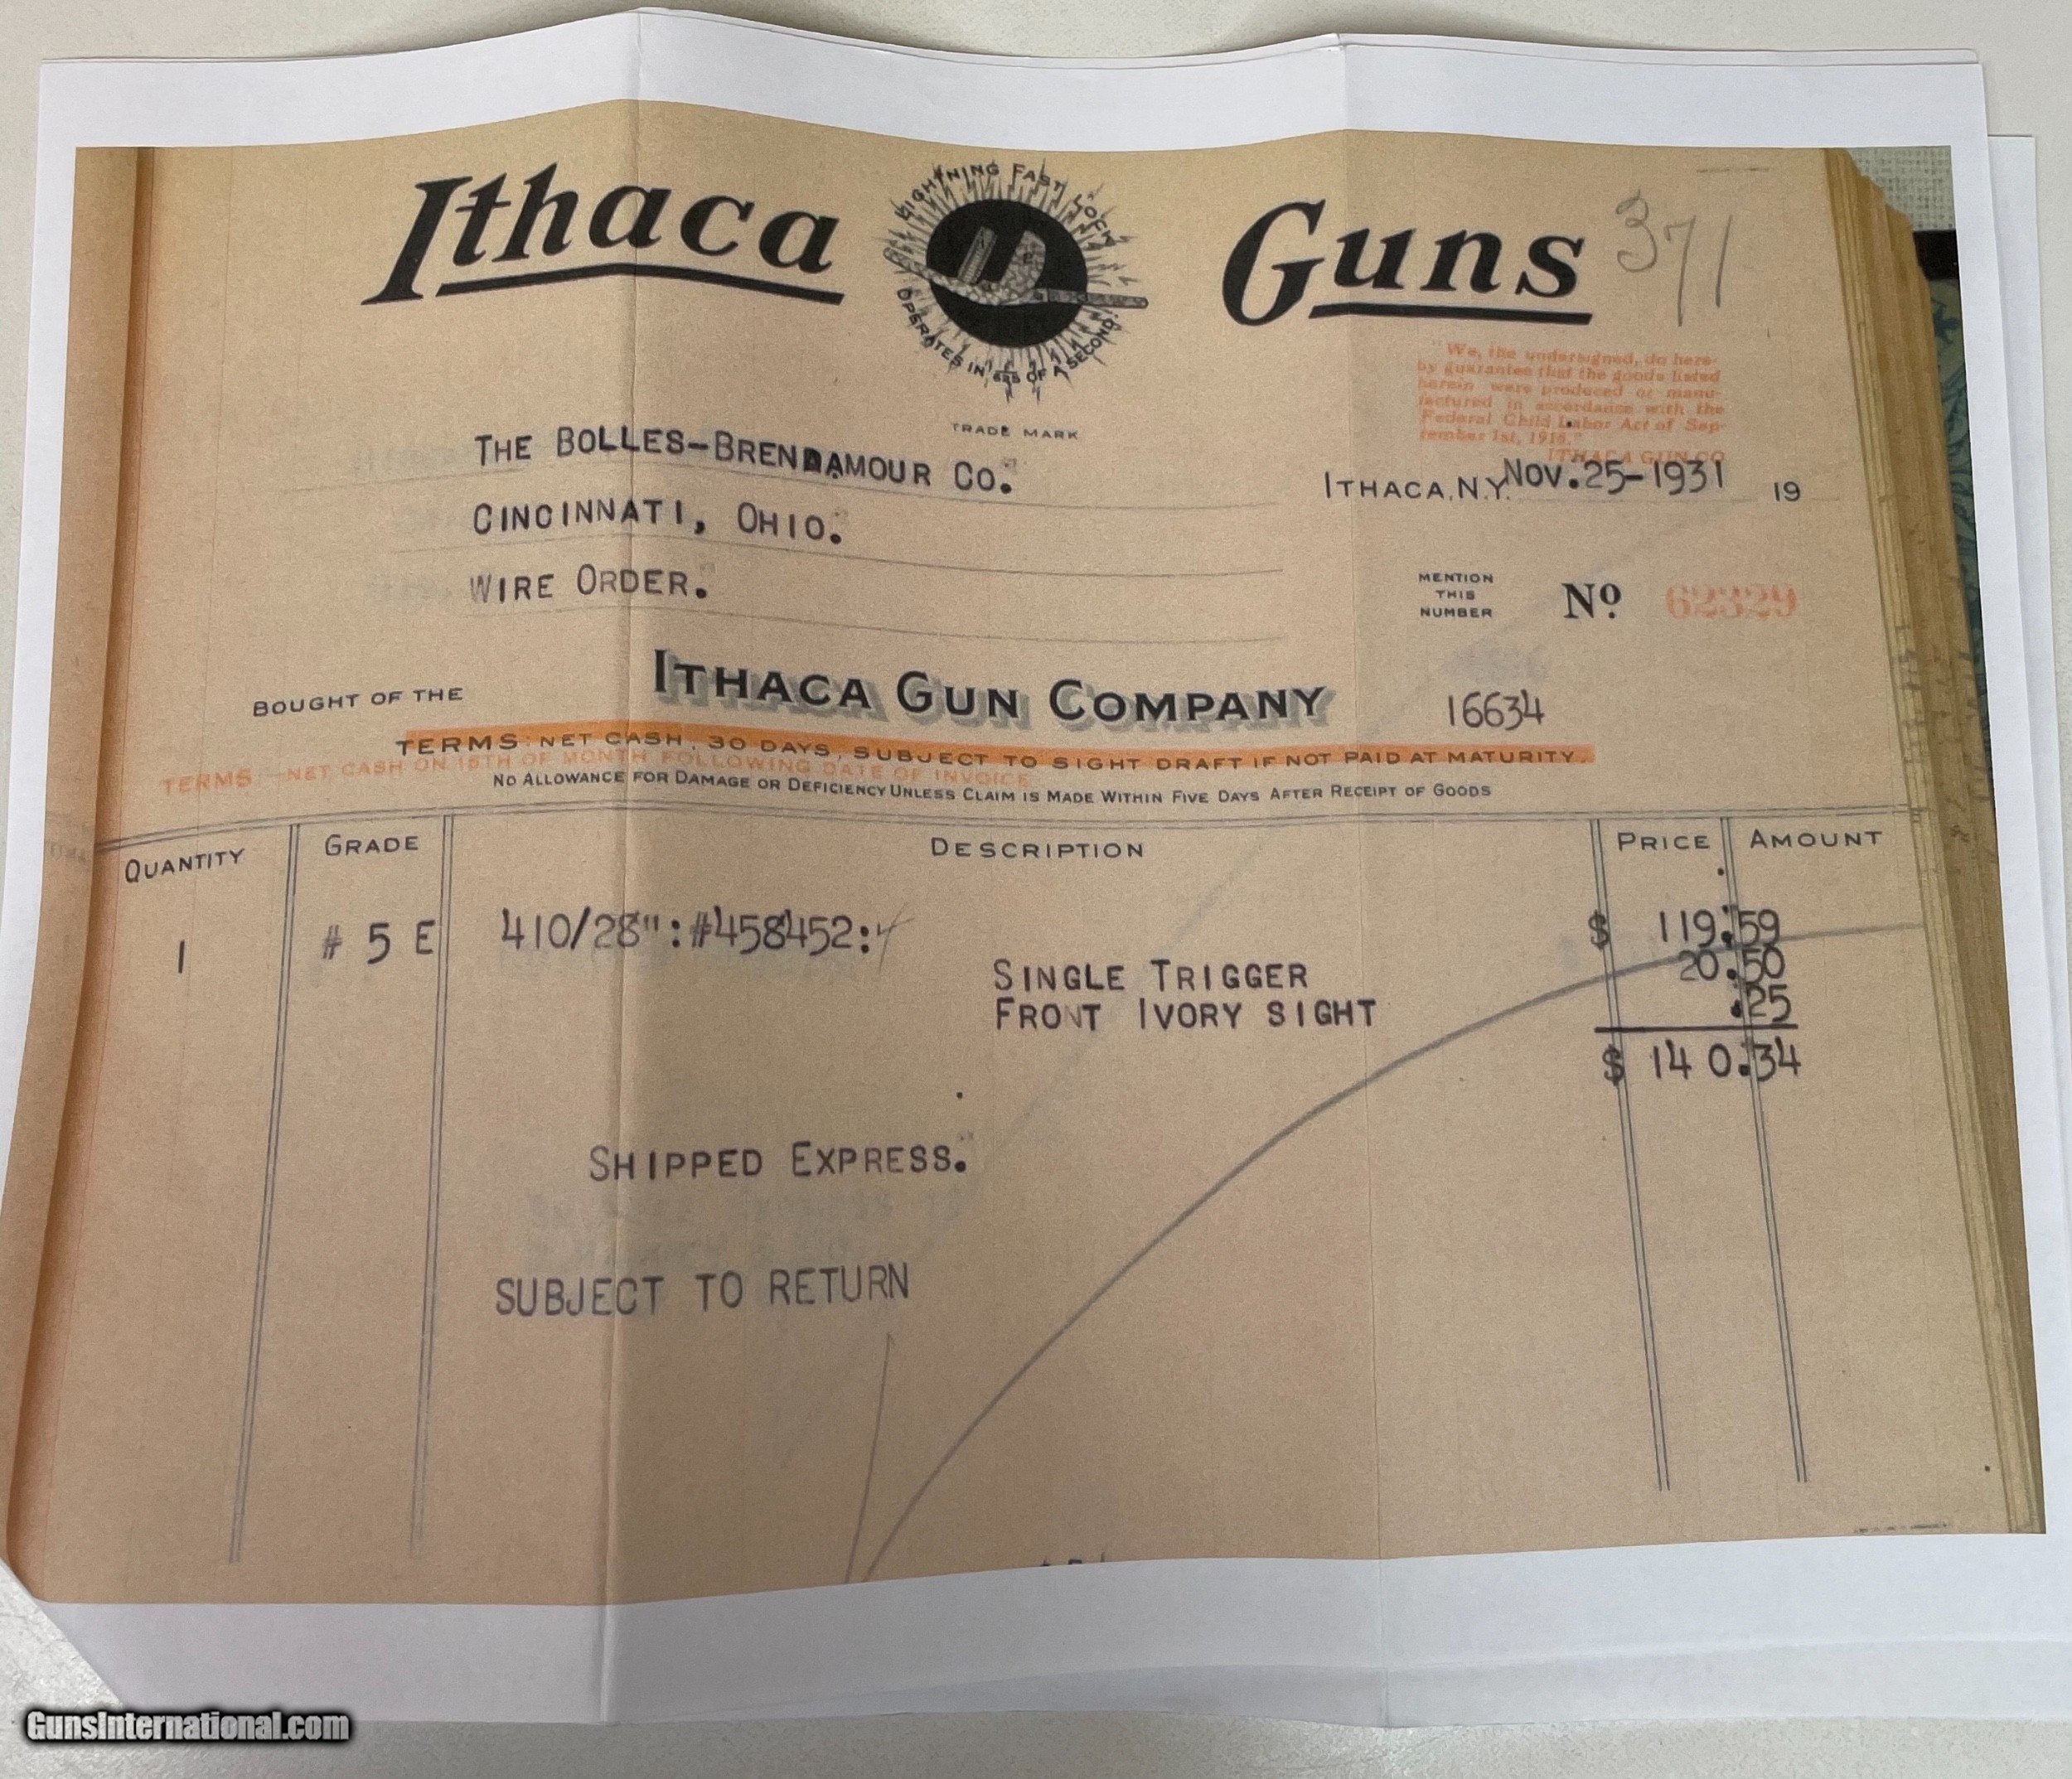 Ithaca Guns 371
LIGHTNING FAST LOCK
OPERATES IN 1/625 OF A SECOND
TRADE MARK
"We, the undersigned, do here-
by guarantee that the goods listed
herein were produced or manu-
factured in accordance with the
Federal Child Labor Act of Sep-
tember 1st, 1916."
ITHACA GUN CO
THE BOLLES-BRENDAMOUR CO.
ITHACA, N.Y. NOV.25-1931 19
CINCINNATI, OHIO.
WIRE ORDER.
MENTION THIS NUMBER No 62329
BOUGHT OF THE ITHACA GUN COMPANY 16634
TERMS: NET CASH, 30 DAYS, SUBJECT TO SIGHT DRAFT IF NOT PAID AT MATURITY.
TERMS:—NET CASH ON 15TH OF MONTH FOLLOWING DATE OF INVOICE
NO ALLOWANCE FOR DAMAGE OR DEFICIENCY UNLESS CLAIM IS MADE WITHIN FIVE DAYS AFTER RECEIPT OF GOODS
QUANTITY GRADE DESCRIPTION PRICE AMOUNT
1 # 5 E 410/28":#458452: $ 119.59
SINGLE TRIGGER 20.50
FRONT IVORY SIGHT .25
$ 140.34
SHIPPED EXPRESS.
SUBJECT TO RETURN
GunsInternational.com